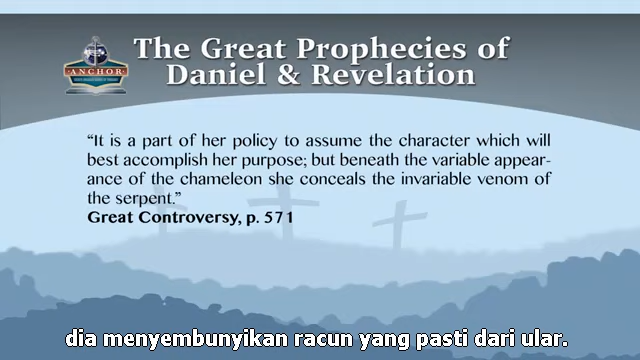 The Great Prophecies of
Daniel & Revelation
ANCHOR
“It is a part of her policy to assume the character which will
best accomplish her purpose; but beneath the variable appear-
ance of the chameleon she conceals the invariable venom of
the serpent.”
Great Controversy, p. 571
dia menyembunyikan racun yang pasti dari ular.